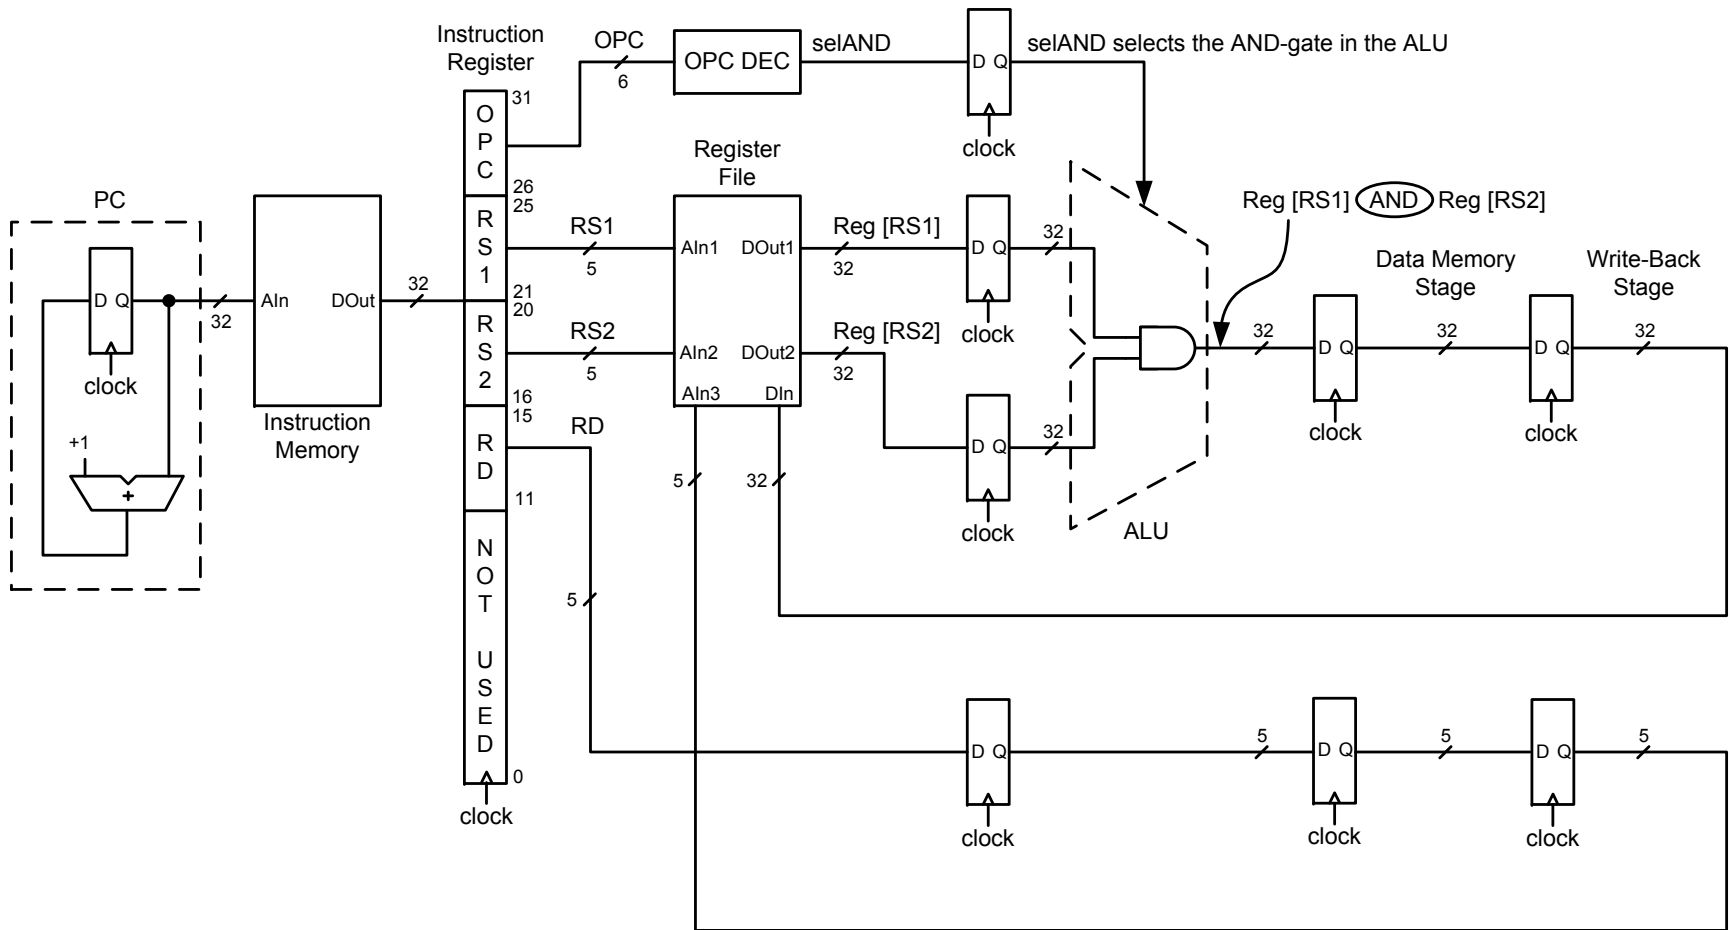 Instruction
Register
OPC
6
OPC DEC
selAND
D Q
clock
selAND selects the AND-gate in the ALU
PC
D Q
clock
+1
+
32
AIn
DOut
Instruction
Memory
32
31
O
P
C
26
25
R
S
1
21
20
R
S
2
16
15
R
D
11
N
O
T
U
S
E
D
0
clock
RS1
5
RS2
5
RD
5
Register
File
AIn1
DOut1
AIn2
DOut2
AIn3
DIn
5
32
Reg [RS1]
32
Reg [RS2]
32
D Q
clock
32
D Q
clock
32
ALU
Reg [RS1] AND Reg [RS2]
32
Data Memory
Stage
D Q
clock
32
Write-Back
Stage
D Q
clock
32
D Q
clock
5
D Q
clock
5
D Q
clock
5